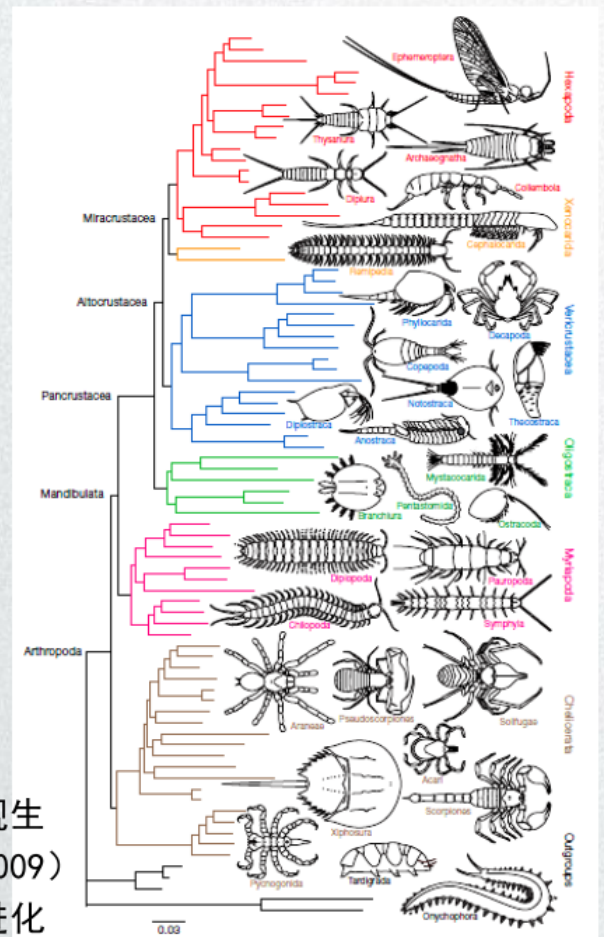 Ephemeroptera
Hexapoda
Thysanura
Archaeognatha
Diplura
Collembola
Miracrustacea
Xenocarida
Cephalocarida
Remipedia
Altocrustacea
Phyllocarida
Decapoda
Vericrustacea
Copepoda
Pancrustacea
Notostraca
Diplostraca
Thecostraca
Anostraca
Oligostraca
Mystacocarida
Mandibulata
Branchiura
Pentastomida
Ostracoda
Diplopoda
Pauropoda
Myriapoda
Chilopoda
Symphyla
Arthropoda
Araneae
Pseudoscorpiones
Solifugae
Chelicerata
Acari
Xiphosura
Scorpiones
现生
009）
进化
Pycnogonida
Tardigrada
Onychophora
Outgroups
0.03